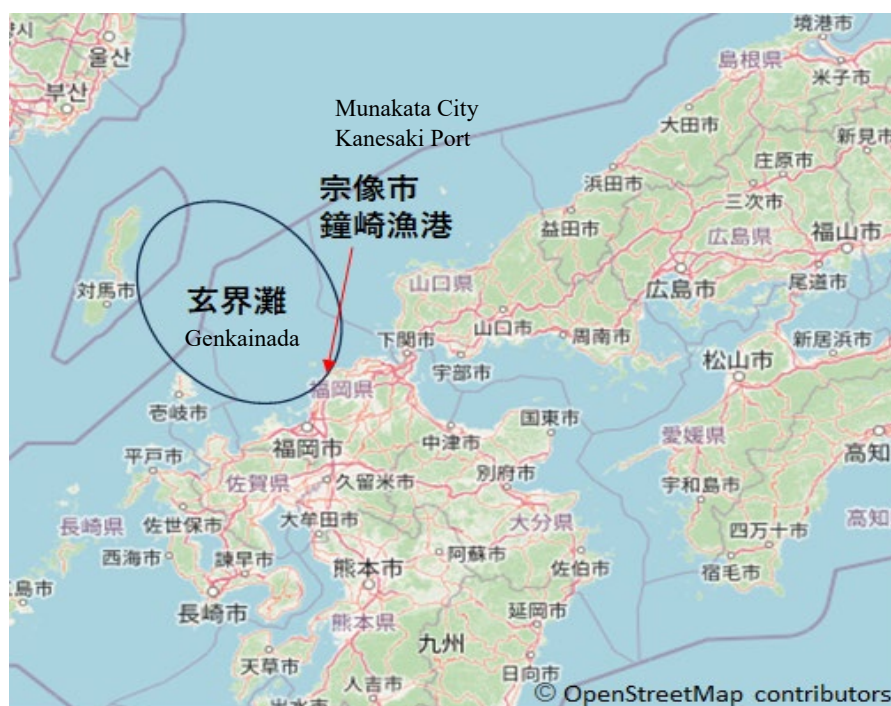 境港市
울산
島根県
米子市
부산
Munakata City
Kanesaki Port
大田市
新見市
庄原市
宗像市
鐘崎漁港
浜田市
三次市
益田市
広島県
福山市
対馬市
玄界灘
Genkainada
山口県
広島市
尾道市
山口市
周南市
下関市
新居浜市
宇部市
松山市
福岡県
壱岐市
福岡市
中津市
国東市
愛媛県
高知
平戸市
佐賀県
久留米市
別府市
宇和島市
長崎県
佐世保市
大牟田市
大分県
高知
四万十市
西海市
諫早市
熊本市
阿蘇市
佐伯市
宿毛市
島市
長崎市
熊本県
延岡市
九州
天草市
日向市
人吉市
© OpenStreetMap contributors